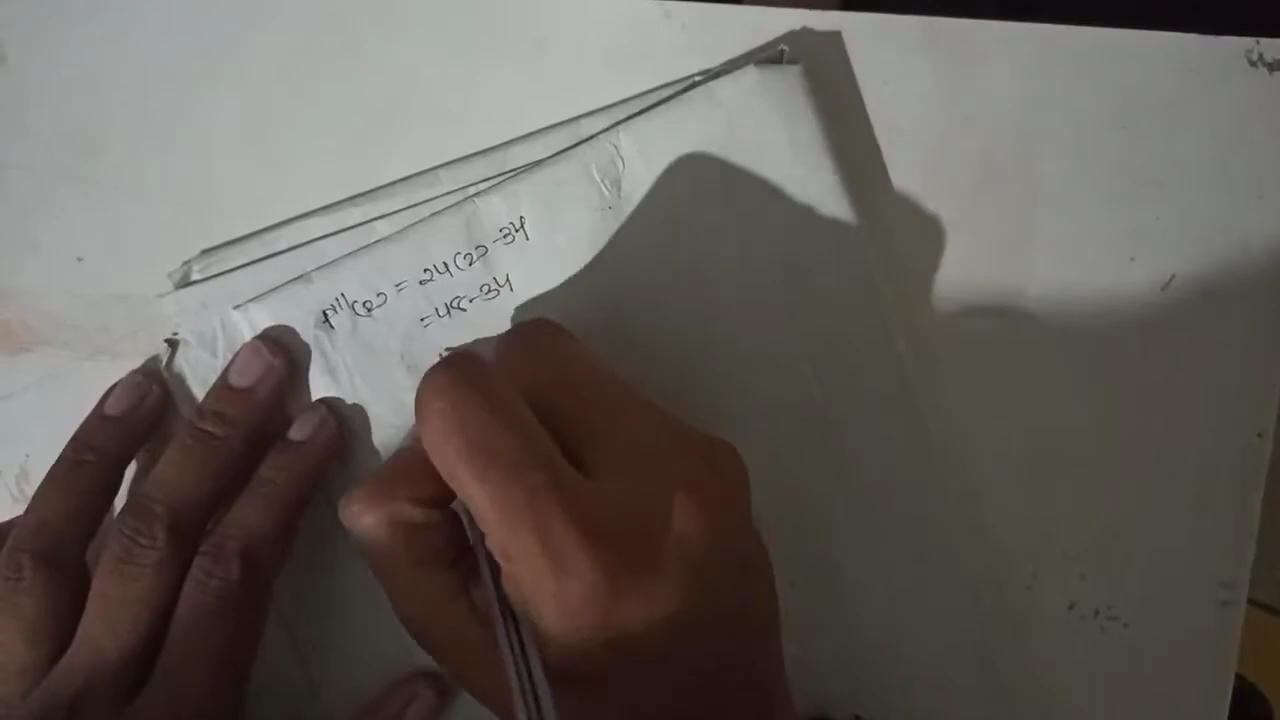 f'''(2) = 24(2) - 34
= 48 - 34